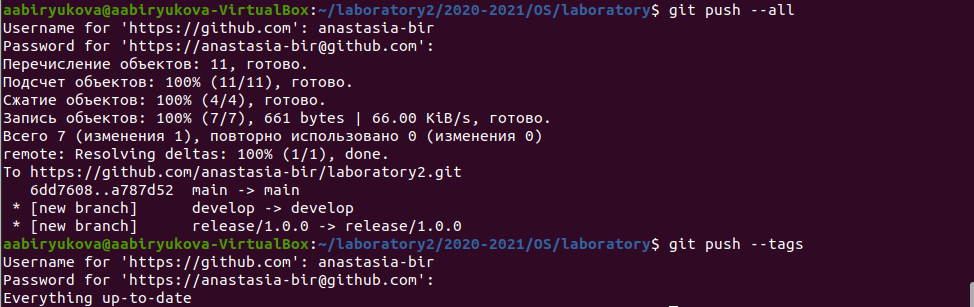 aabiryukova@aabiryukova-VirtualBox:~/laboratory2/2020-2021/OS/laboratory$ git push --all
Username for 'https://github.com': anastasia-bir
Password for 'https://anastasia-bir@github.com':
Перечисление объектов: 11, готово.
Подсчет объектов: 100% (11/11), готово.
Сжатие объектов: 100% (4/4), готово.
Запись объектов: 100% (7/7), 661 bytes | 66.00 KiB/s, готово.
Всего 7 (изменения 1), повторно использовано 0 (изменения 0)
remote: Resolving deltas: 100% (1/1), done.
To https://github.com/anastasia-bir/laboratory2.git
   6dd7608..a787d52  main -> main
 * [new branch]      develop -> develop
 * [new branch]      release/1.0.0 -> release/1.0.0
aabiryukova@aabiryukova-VirtualBox:~/laboratory2/2020-2021/OS/laboratory$ git push --tags
Username for 'https://github.com': anastasia-bir
Password for 'https://anastasia-bir@github.com':
Everything up-to-date